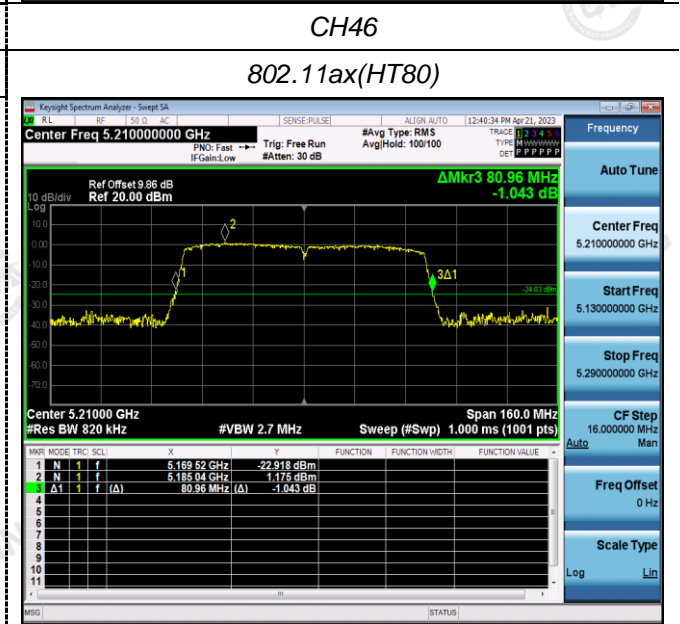 CH46
802.11ax(HT80)
Keysight Spectrum Analyzer - Swept SA
RL RF 50 Ω AC SENSE:PULSE ALIGN AUTO 12:40:34 PM Apr 21, 2023
Center Freq 5.210000000 GHz
PNO: Fast
IFGain:Low
Trig: Free Run
#Atten: 30 dB
#Avg Type: RMS
Avg|Hold: 100/100
TRACE 1 2 3 4 5 6
TYPE M W W W W W
DET P P P P P P
Ref Offset 9.86 dB
10 dB/div Ref 20.00 dBm
Log
ΔMkr3 80.96 MHz
-1.043 dB
10.0
0.00
-10.0
-20.0
-30.0
-40.0
-50.0
-60.0
-70.0
1
2
3Δ1
-24.83 dBm
Center 5.21000 GHz Span 160.0 MHz
#Res BW 820 kHz #VBW 2.7 MHz Sweep (#Swp) 1.000 ms (1001 pts)
MKR MODE TRC SCL X Y FUNCTION FUNCTION WIDTH FUNCTION VALUE
1 N 1 f 5.169 52 GHz -22.918 dBm
2 N 1 f 5.185 04 GHz 1.175 dBm
3 Δ1 1 f (Δ) 80.96 MHz (Δ) -1.043 dB
4
5
6
7
8
9
10
11
MSG STATUS
Frequency
Auto Tune
Center Freq
5.210000000 GHz
Start Freq
5.130000000 GHz
Stop Freq
5.290000000 GHz
CF Step
16.000000 MHz
Auto Man
Freq Offset
0 Hz
Scale Type
Log Lin